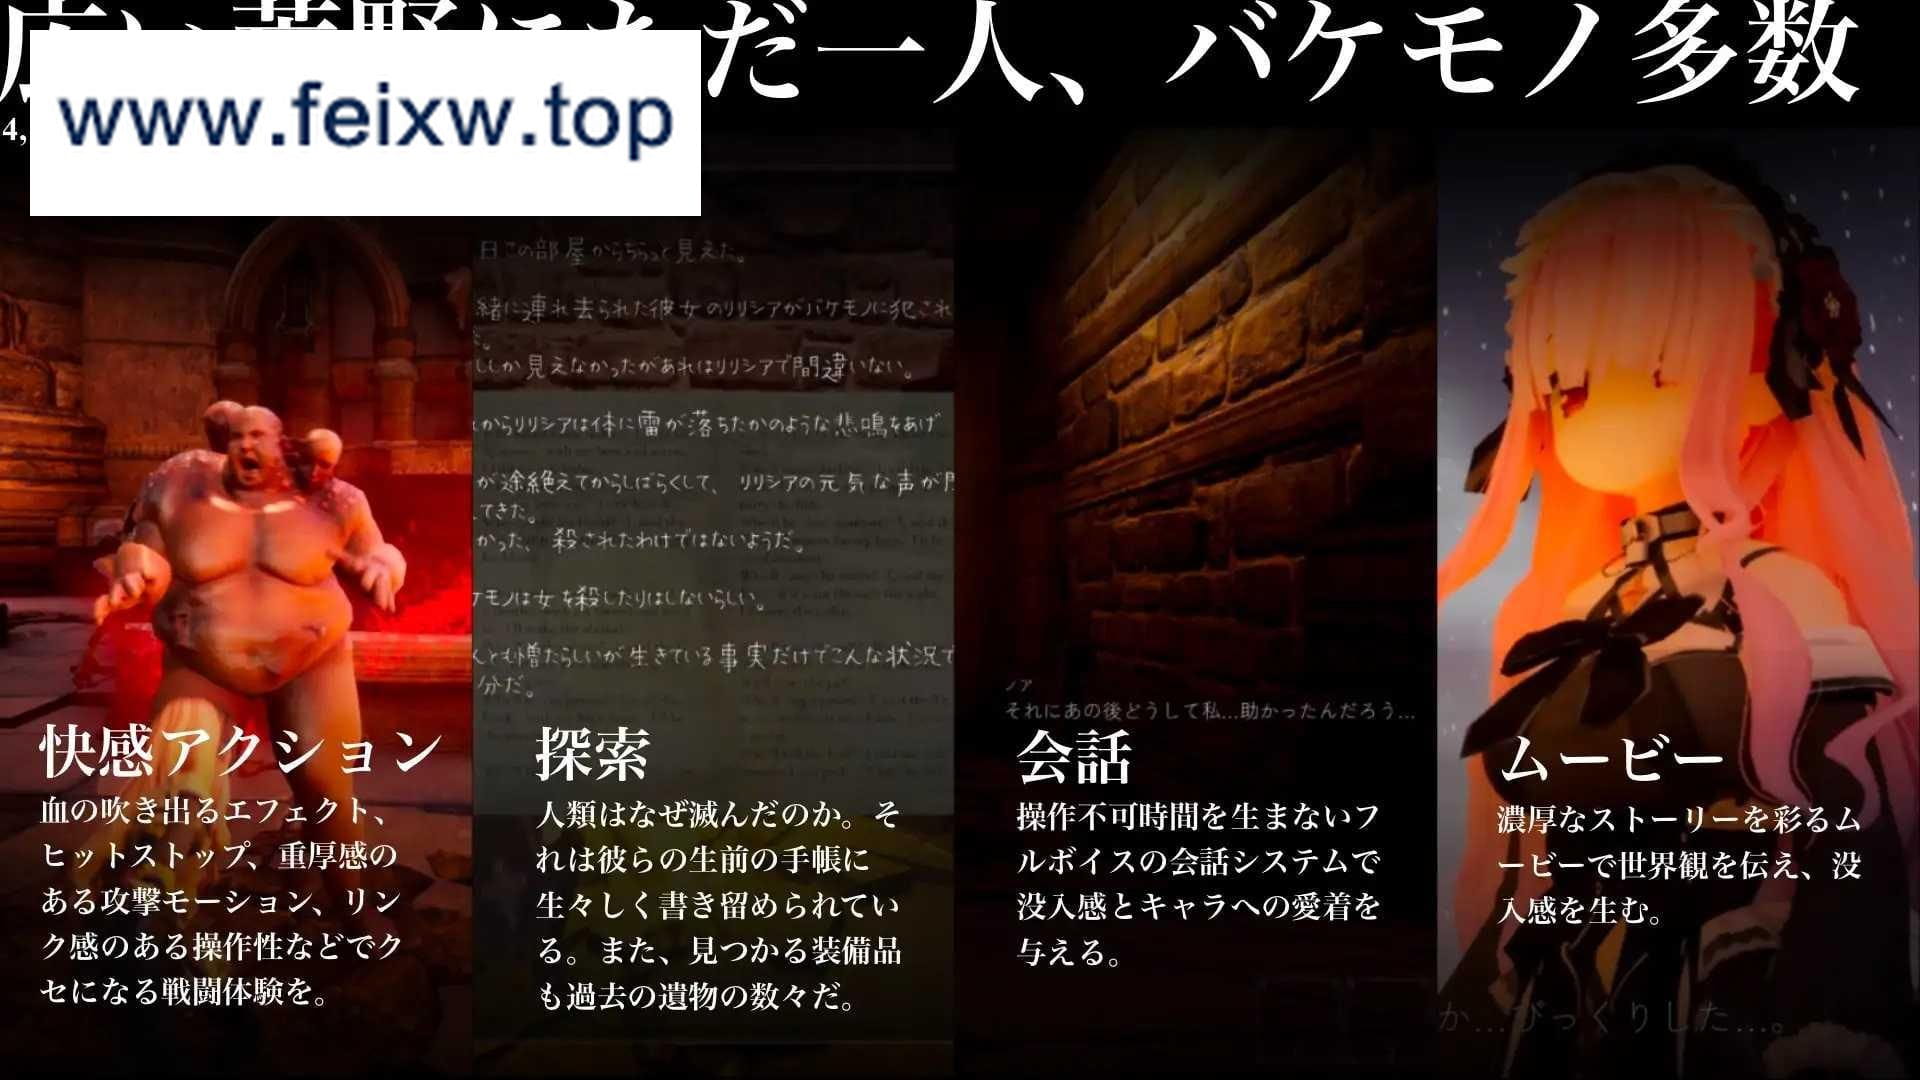 だ一人、バケモノ多数
www.feixw.top
4,
日この部屋からちらっと見えた。
緒に連れ去られた彼女のリリシアがバケモノに犯され
た。
ししか見えなかったがあれはリリシアで間違いない。
からリリシアは体に雷が落ちたかのような悲鳴をあげ
が途絶えてからしばらくして、リリシアの元気な声が
てきた。
かった、殺されたわけではないようだ。
モノは女を殺したりはしないらしい。
とも憎たらしいが生きている事実だけでこんな状況で
分だ。
ノア
それにあの後どうして私...助かったんだろう...
快感アクション
血の吹き出るエフェクト、
ヒットストップ、重厚感の
ある攻撃モーション、リン
ク感のある操作性などでク
セになる戦闘体験を。
探索
人類はなぜ滅んだのか。そ
れは彼らの生前の手帳に
生々しく書き留められてい
る。また、見つかる装備品
も過去の遺物の数々だ。
会話
操作不可時間を生まないフ
ルボイスの会話システムで
没入感とキャラへの愛着を
与える。
ムービー
濃厚なストーリーを彩るム
ービーで世界観を伝え、没
入感を生む。
か...びっくりした...。